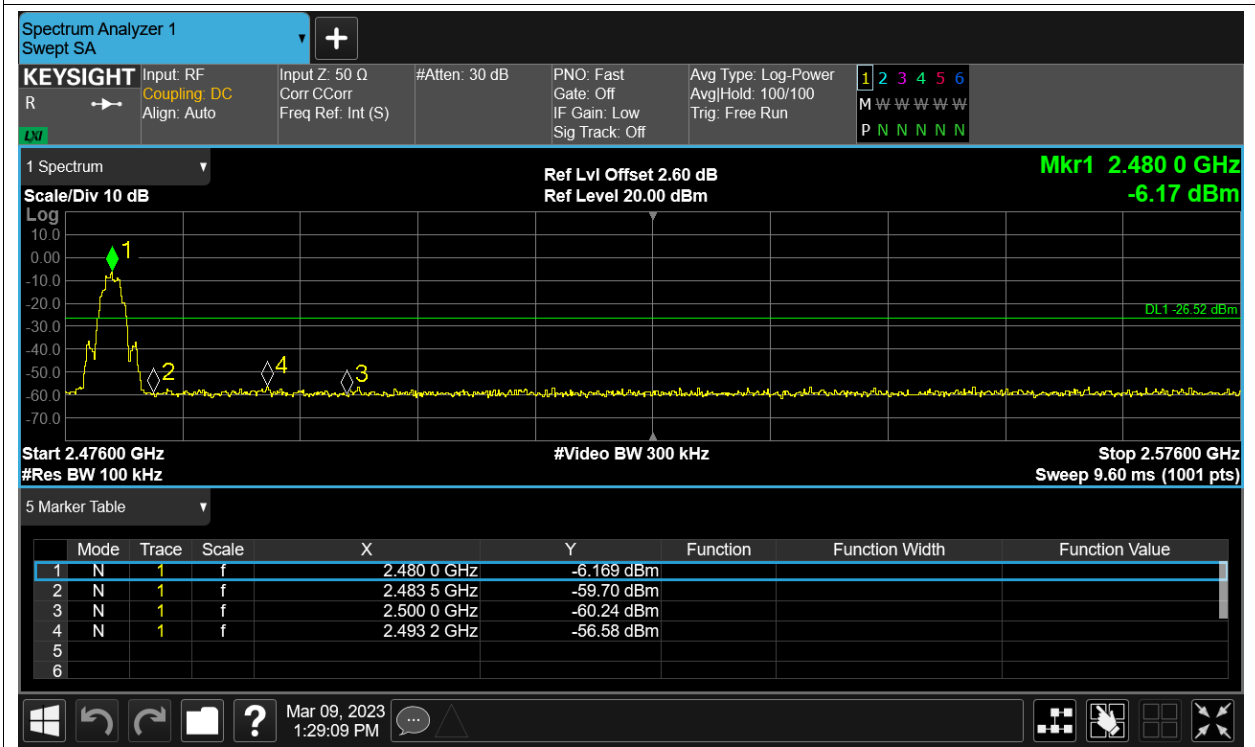 Spectrum Analyzer 1
Swept SA
KEYSIGHT Input: RF Input Z: 50 Ω #Atten: 30 dB PNO: Fast Avg Type: Log-Power 1 2 3 4 5 6
R Coupling: DC Corr CCorr Gate: Off Avg|Hold: 100/100 M W W W W W
Align: Auto Freq Ref: Int (S) IF Gain: Low Trig: Free Run
LXI Sig Track: Off P N N N N N
1 Spectrum Ref Lvl Offset 2.60 dB Mkr1 2.480 0 GHz
Scale/Div 10 dB Ref Level 20.00 dBm -6.17 dBm
Log
10.0
1
0.00
-10.0
-20.0
DL1 -26.52 dBm
-30.0
-40.0
-50.0 2 4 3
-60.0
-70.0
Start 2.47600 GHz #Video BW 300 kHz Stop 2.57600 GHz
#Res BW 100 kHz Sweep 9.60 ms (1001 pts)
5 Marker Table
Mode Trace Scale X Y Function Function Width Function Value
1 N 1 f 2.480 0 GHz -6.169 dBm
2 N 1 f 2.483 5 GHz -59.70 dBm
3 N 1 f 2.500 0 GHz -60.24 dBm
4 N 1 f 2.493 2 GHz -56.58 dBm
5
6
? Mar 09, 2023
1:29:09 PM